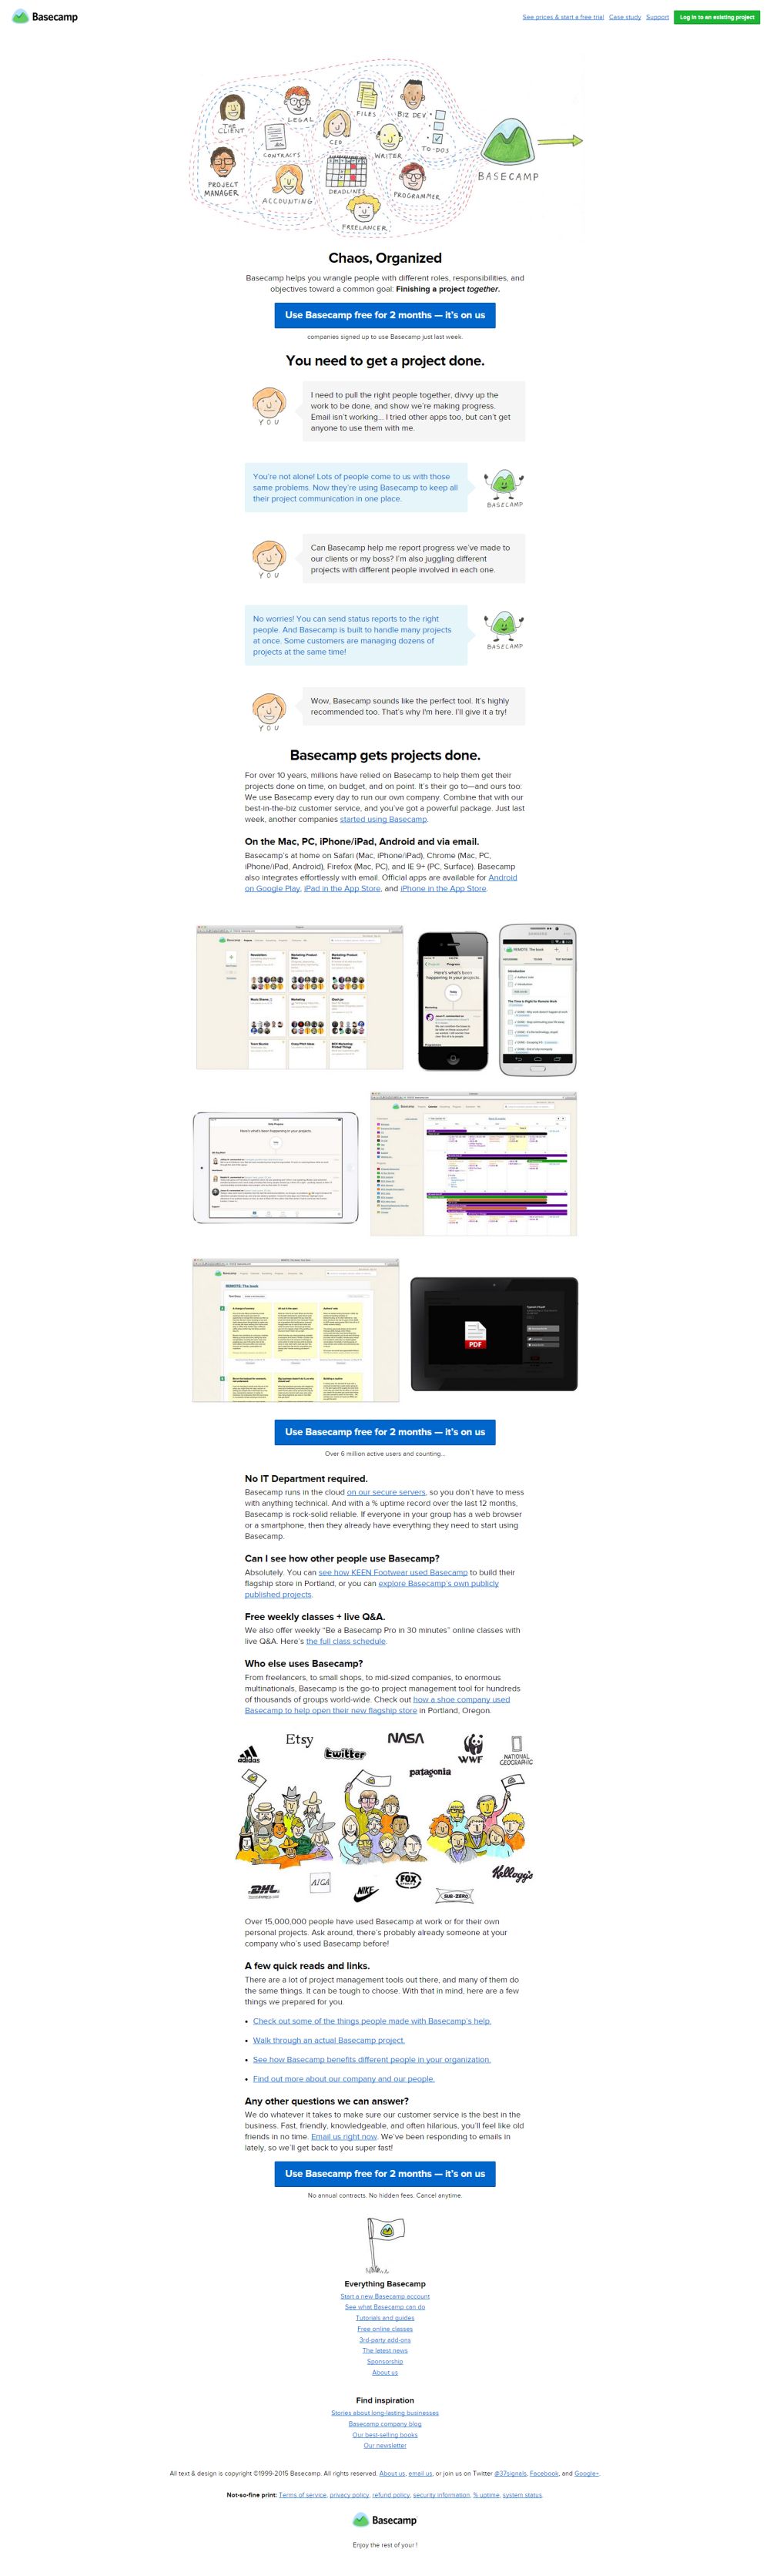 Basecamp
See prices & start a free trial Case study Support Log in to an existing project
THE CLIENT
LEGAL
FILES
BIZ DEV
CONTRACTS
CEO
WRITER
TO-DOS
PROJECT MANAGER
ACCOUNTING
DEADLINES
PROGRAMMER
FREELANCER
BASECAMP
Chaos, Organized
Basecamp helps you wrangle people with different roles, responsibilities, and
objectives toward a common goal: Finishing a project together.
Use Basecamp free for 2 months — it's on us
companies signed up to use Basecamp just last week.
You need to get a project done.
I need to pull the right people together, divvy up the
work to be done, and show we're making progress.
Email isn't working... I tried other apps too, but can't get
anyone to use them with me.
YOU
You're not alone! Lots of people come to us with those
same problems. Now they're using Basecamp to keep all
their project communication in one place.
BASECAMP
Can Basecamp help me report progress we've made to
our clients or my boss? I'm also juggling different
projects with different people involved in each one.
YOU
No worries! You can send status reports to the right
people. And Basecamp is built to handle many projects
at once. Some customers are managing dozens of
projects at the same time!
BASECAMP
Wow, Basecamp sounds like the perfect tool. It's highly
recommended too. That's why I'm here. I'll give it a try!
YOU
Basecamp gets projects done.
For over 10 years, millions have relied on Basecamp to help them get their
projects done on time, on budget, and on point. It's their go to—and ours too:
We use Basecamp every day to run our own company. Combine that with our
best-in-the-biz customer service, and you've got a powerful package. Just last
week, another companies started using Basecamp.
On the Mac, PC, iPhone/iPad, Android and via email.
Basecamp's at home on Safari (Mac, iPhone/iPad), Chrome (Mac, PC,
iPhone/iPad, Android), Firefox (Mac, PC), and IE 9+ (PC, Surface). Basecamp
also integrates effortlessly with email. Official apps are available for Android
on Google Play, iPad in the App Store, and iPhone in the App Store.
Here's what's been
happening in your projects.
REMOTE: The book
PDF
Use Basecamp free for 2 months — it's on us
Over 6 million active users and counting...
No IT Department required.
Basecamp runs in the cloud on our secure servers, so you don't have to mess
with anything technical. And with a % uptime record over the last 12 months,
Basecamp is rock-solid reliable. If everyone in your group has a web browser
or a smartphone, then they already have everything they need to start using
Basecamp.
Can I see how other people use Basecamp?
Absolutely. You can see how KEEN Footwear used Basecamp to build their
flagship store in Portland, or you can explore Basecamp's own publicly
published projects.
Free weekly classes + live Q&A.
We also offer weekly "Be a Basecamp Pro in 30 minutes" online classes with
live Q&A. Here's the full class schedule.
Who else uses Basecamp?
From freelancers, to small shops, to mid-sized companies, to enormous
multinationals, Basecamp is the go-to project management tool for hundreds
of thousands of groups world-wide. Check out how a shoe company used
Basecamp to help open their new flagship store in Portland, Oregon.
adidas
Etsy
twitter
NASA
patagonia
WWF
NATIONAL GEOGRAPHIC
DHL
AIGA
NIKE
FOX
SUB-ZERO
Kellogg's
Over 15,000,000 people have used Basecamp at work or for their own
personal projects. Ask around, there's probably already someone at your
company who's used Basecamp before!
A few quick reads and links.
There are a lot of project management tools out there, and many of them do
the same things. It can be tough to choose. With that in mind, here are a few
things we prepared for you.
• Check out some of the things people made with Basecamp's help.
• Walk through an actual Basecamp project.
• See how Basecamp benefits different people in your organization.
• Find out more about our company and our people.
Any other questions we can answer?
We do whatever it takes to make sure our customer service is the best in the
business. Fast, friendly, knowledgeable, and often hilarious, you'll feel like old
friends in no time. Email us right now. We've been responding to emails in
lately, so we'll get back to you super fast!
Use Basecamp free for 2 months — it's on us
No annual contracts. No hidden fees. Cancel anytime.
Everything Basecamp
Start a new Basecamp account
See what Basecamp can do
Tutorials and guides
Free online classes
3rd-party add-ons
The latest news
Sponsorship
About us
Find inspiration
Stories about long-lasting businesses
Basecamp company blog
Our best-selling books
Our newsletter
All text & design is copyright ©1999-2015 Basecamp. All rights reserved. About us, email us, or join us on Twitter @37signals, Facebook, and Google+.
Not-so-fine print: Terms of service, privacy policy, refund policy, security information, % uptime, system status.
Basecamp
Enjoy the rest of your !